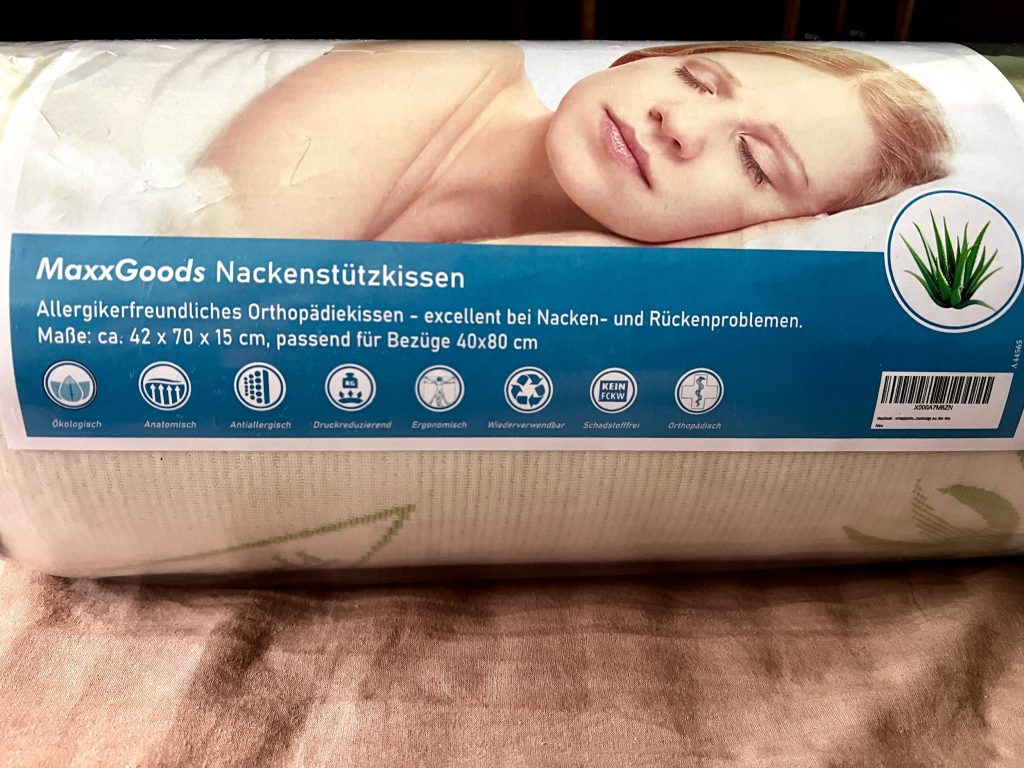 MaxxGoods Nackenstützkissen
Allergikerfreundliches Orthopädiekissen - excellent bei Nacken- und Rückenproblemen.
Maße: ca. 42 x 70 x 15 cm, passend für Bezüge 40x80 cm
KG
KEIN
FCKW
Ökologisch Anatomisch Antiallergisch Druckreduzierend Ergonomisch Wiederverwendbar Schadstofffrei Orthopädisch
X000A7M6ZN
A44565